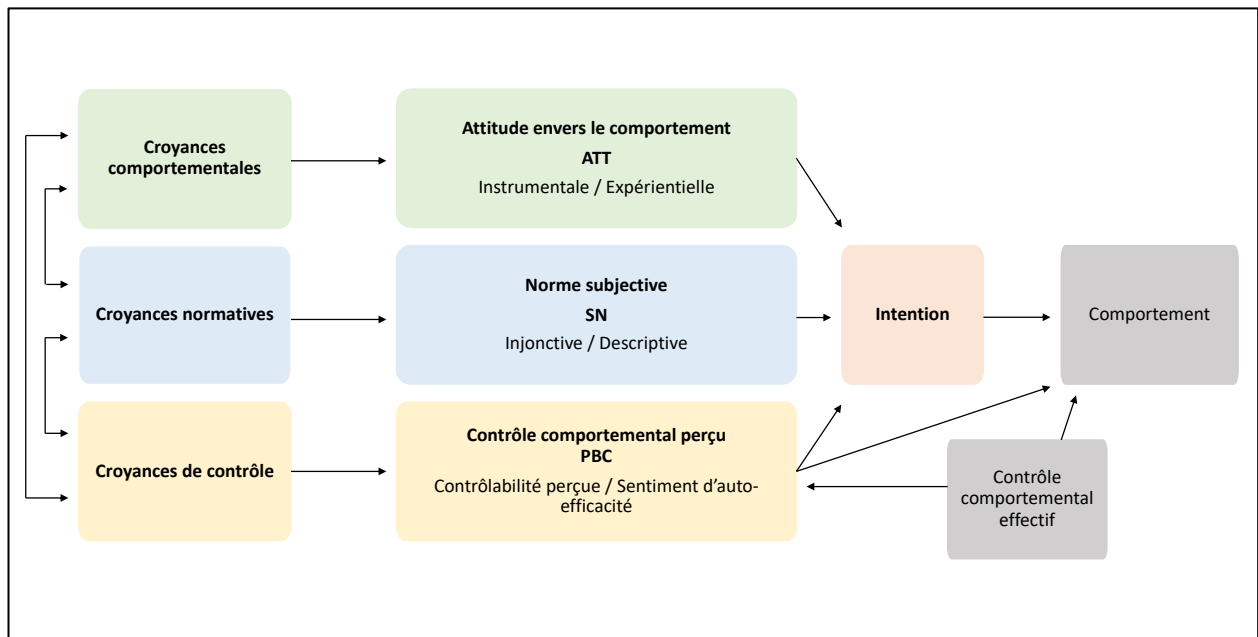 Croyances
comportementales
Attitude envers le comportement
ATT
Instrumentale / Expérientielle
Croyances normatives
Norme subjective
SN
Injonctive / Descriptive
Intention
Comportement
Croyances de contrôle
Contrôle comportemental perçu
PBC
Contrôlabilité perçue / Sentiment d’auto-
efficacité
Contrôle
comportemental
effectif